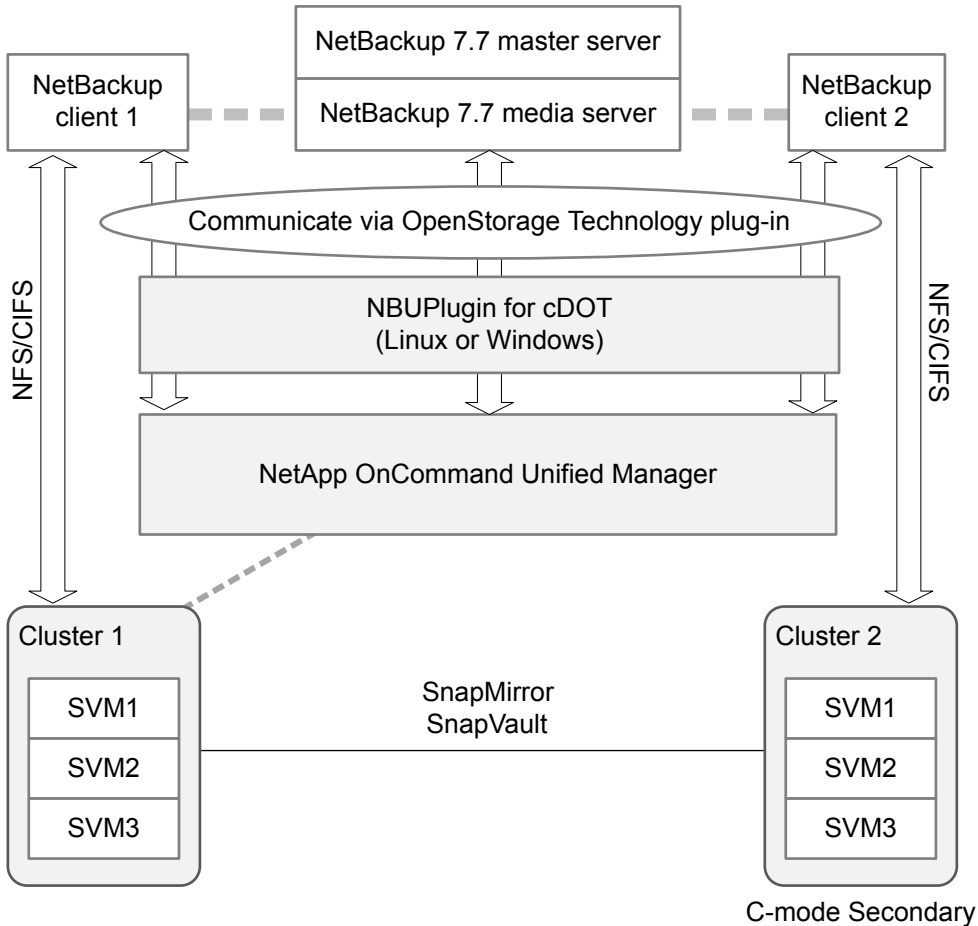 NetBackup 7.7 master server
NetBackup
client 1
NetBackup 7.7 media server
NetBackup
client 2
Communicate via OpenStorage Technology plug-in
NFS/CIFS
NBUPlugin for cDOT
(Linux or Windows)
NFS/CIFS
NetApp OnCommand Unified Manager
Cluster 1
SVM1
SVM2
SVM3
SnapMirror
SnapVault
Cluster 2
SVM1
SVM2
SVM3
C-mode Secondary